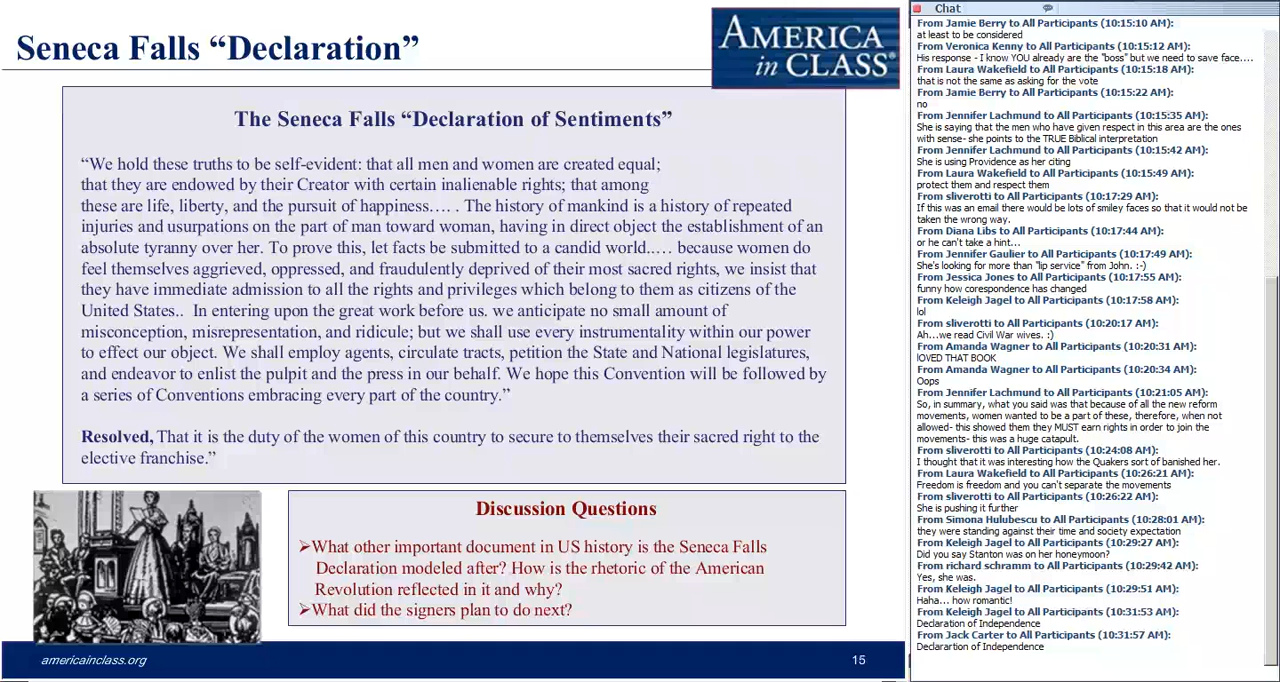 Seneca Falls “Declaration”
AMERICA
in CLASS®
The Seneca Falls “Declaration of Sentiments”
“We hold these truths to be self-evident: that all men and women are created equal;
that they are endowed by their Creator with certain inalienable rights; that among
these are life, liberty, and the pursuit of happiness…. . The history of mankind is a history of repeated
injuries and usurpations on the part of man toward woman, having in direct object the establishment of an
absolute tyranny over her. To prove this, let facts be submitted to a candid world..… because women do
feel themselves aggrieved, oppressed, and fraudulently deprived of their most sacred rights, we insist that
they have immediate admission to all the rights and privileges which belong to them as citizens of the
United States.. In entering upon the great work before us. we anticipate no small amount of
misconception, misrepresentation, and ridicule; but we shall use every instrumentality within our power
to effect our object. We shall employ agents, circulate tracts, petition the State and National legislatures,
and endeavor to enlist the pulpit and the press in our behalf. We hope this Convention will be followed by
a series of Conventions embracing every part of the country.”
Resolved, That it is the duty of the women of this country to secure to themselves their sacred right to the
elective franchise.”
Discussion Questions
➢What other important document in US history is the Seneca Falls
Declaration modeled after? How is the rhetoric of the American
Revolution reflected in it and why?
➢What did the signers plan to do next?
americainclass.org
15
Chat
From Jamie Berry to All Participants (10:15:10 AM):
at least to be considered
From Veronica Kenny to All Participants (10:15:12 AM):
His response - I know YOU already are the "boss" but we need to save face....
From Laura Wakefield to All Participants (10:15:18 AM):
that is not the same as asking for the vote
From Jamie Berry to All Participants (10:15:22 AM):
no
From Jennifer Lachmund to All Participants (10:15:35 AM):
She is saying that the men who have given respect in this area are the ones
with sense- she points to the TRUE Biblical interpretation
From Jennifer Lachmund to All Participants (10:15:42 AM):
She is using Providence as her citing
From Laura Wakefield to All Participants (10:15:49 AM):
protect them and respect them
From sliverotti to All Participants (10:17:29 AM):
If this was an email there would be lots of smiley faces so that it would not be
taken the wrong way.
From Diana Libs to All Participants (10:17:44 AM):
or he can't take a hint...
From Jennifer Gaulier to All Participants (10:17:49 AM):
She's looking for more than "lip service" from John. :-)
From Jessica Jones to All Participants (10:17:55 AM):
funny how corespondence has changed
From Keleigh Jagel to All Participants (10:17:58 AM):
lol
From sliverotti to All Participants (10:20:17 AM):
Ah...we read Civil War wives. :)
From Amanda Wagner to All Participants (10:20:31 AM):
lOVED THAT BOOK
From Amanda Wagner to All Participants (10:20:34 AM):
Oops
From Jennifer Lachmund to All Participants (10:21:05 AM):
So, in summary, what you said was that because of all the new reform
movements, women wanted to be a part of these, therefore, when not
allowed- this showed them they MUST earn rights in order to join the
movements- this was a huge catapult.
From sliverotti to All Participants (10:24:08 AM):
I thought that it was interesting how the Quakers sort of banished her.
From Laura Wakefield to All Participants (10:26:21 AM):
Freedom is freedom and you can't separate the movements
From sliverotti to All Participants (10:26:22 AM):
She is pushing it further
From Simona Hulubescu to All Participants (10:28:01 AM):
they were standing against their time and society expectation
From Keleigh Jagel to All Participants (10:29:27 AM):
Did you say Stanton was on her honeymoon?
From richard schramm to All Participants (10:29:42 AM):
Yes, she was.
From Keleigh Jagel to All Participants (10:29:51 AM):
Haha... how romantic!
From Keleigh Jagel to All Participants (10:31:53 AM):
Declaration of Independence
From Jack Carter to All Participants (10:31:57 AM):
Declarartion of Independence